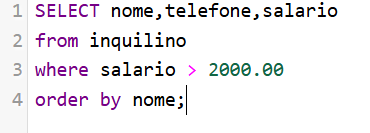 1 SELECT nome,telefone,salario
2 from inquilino
3 where salario > 2000.00
4 order by nome;